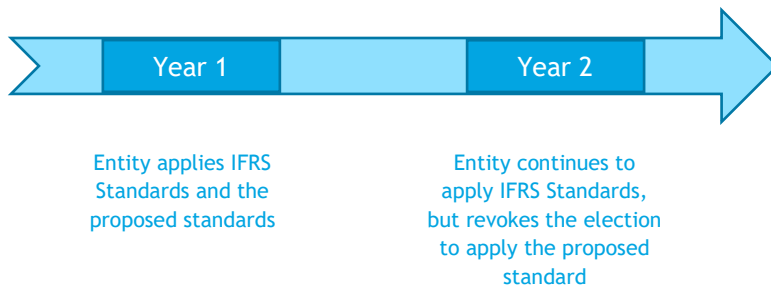 Year 1
Year 2
Entity applies IFRS
Standards and the
proposed standards
Entity continues to
apply IFRS Standards,
but revokes the election
to apply the proposed
standard